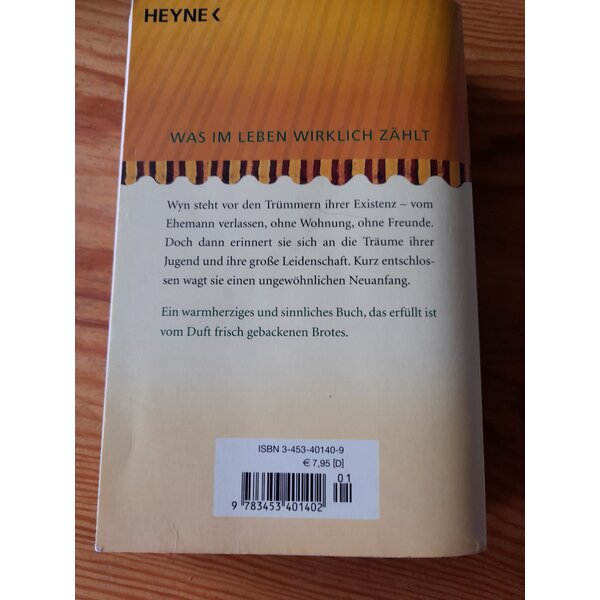 HEYNE<
WAS IM LEBEN WIRKLICH ZÄHLT
Wyn steht vor den Trümmern ihrer Existenz – vom
Ehemann verlassen, ohne Wohnung, ohne Freunde.
Doch dann erinnert sie sich an die Träume ihrer
Jugend und ihre große Leidenschaft. Kurz entschlos-
sen wagt sie einen ungewöhnlichen Neuanfang.
Ein warmherziges und sinnliches Buch, das erfüllt ist
vom Duft frisch gebackenen Brotes.
ISBN 3-453-40140-9
€ 7,95 [D]
01
9 783453 401402